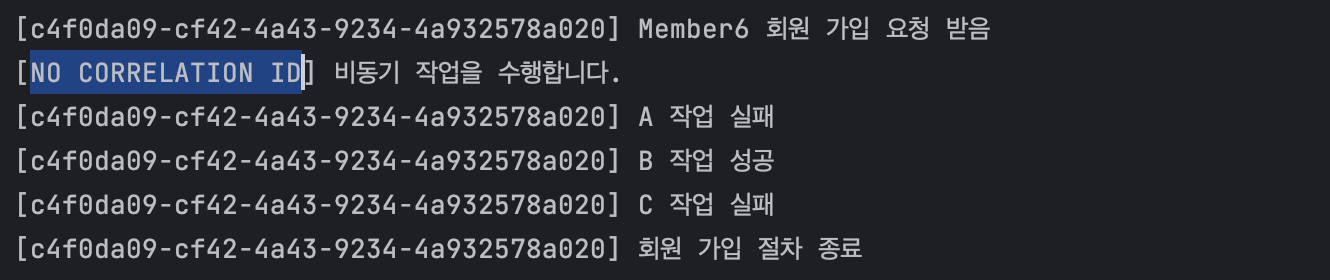 [c4f0da09-cf42-4a43-9234-4a932578a020] Member6 회원 가입 요청 받음
[NO CORRELATION ID] 비동기 작업을 수행합니다.
[c4f0da09-cf42-4a43-9234-4a932578a020] A 작업 실패
[c4f0da09-cf42-4a43-9234-4a932578a020] B 작업 성공
[c4f0da09-cf42-4a43-9234-4a932578a020] C 작업 실패
[c4f0da09-cf42-4a43-9234-4a932578a020] 회원 가입 절차 종료